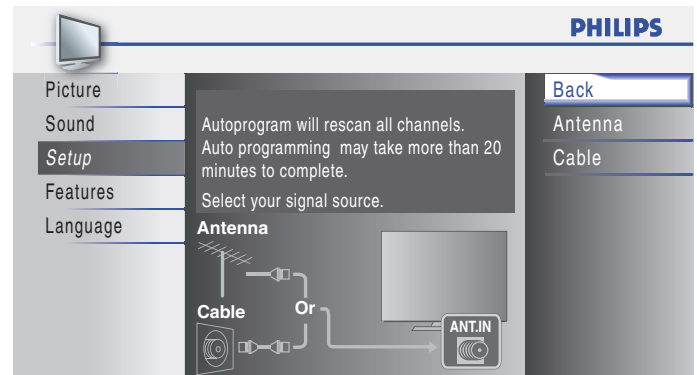 PHILIPS
Picture
Sound
Setup
Features
Language
Autoprogram will rescan all channels.
Auto programming may take more than 20
minutes to complete.
Select your signal source.
Antenna
Cable
Or
ANT.IN
Back
Antenna
Cable